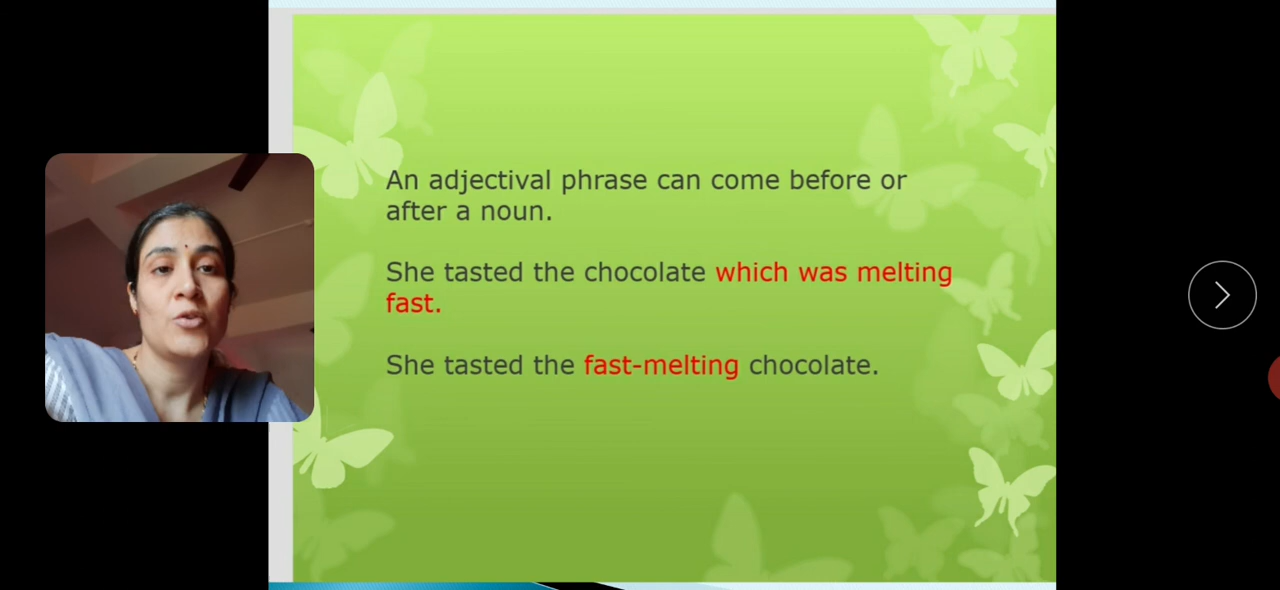 An adjectival phrase can come before or
after a noun.
She tasted the chocolate which was melting
fast.
She tasted the fast-melting chocolate.